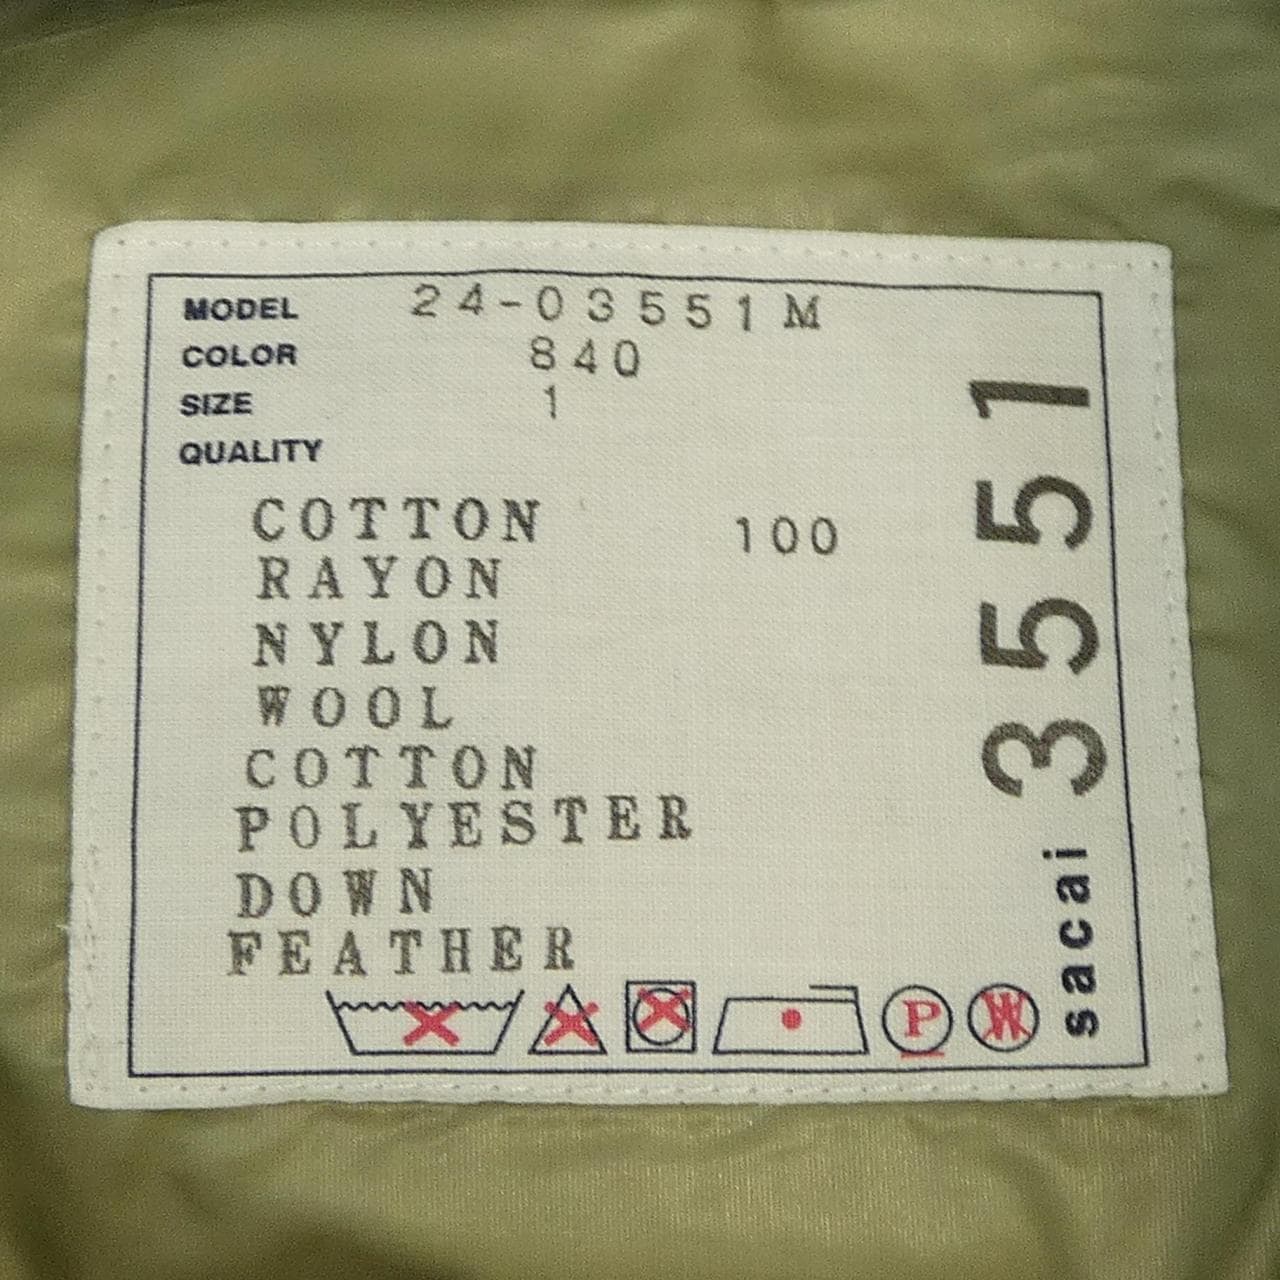 MODEL 24-03551M
COLOR 840
SIZE 1
QUALITY
COTTON 100
RAYON
NYLON
WOOL
COTTON
POLYESTER
DOWN
FEATHER
P W
sacai 3551